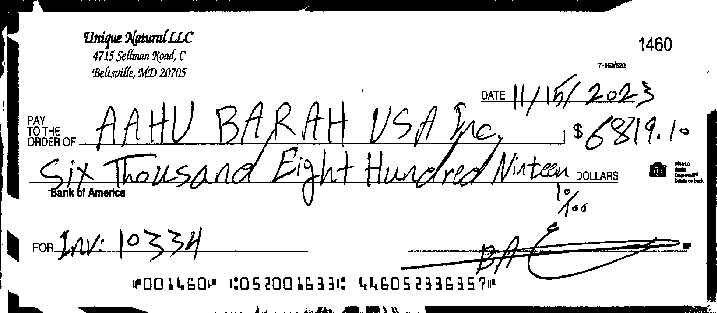 Unique Natural LLC
4715 Sellman Road, C
Beltsville, MD 20705
1460
DATE 11/15/2023
PAY TO THE ORDER OF AAHU BARAH USA Inc, $ 6819.10
Six Thousand Eight Hundred Ninteen 10/100 DOLLARS
Bank of America
FOR Inv: 10334
BA
⑈001460⑈ ⑆052001633⑆ 446052336357⑈